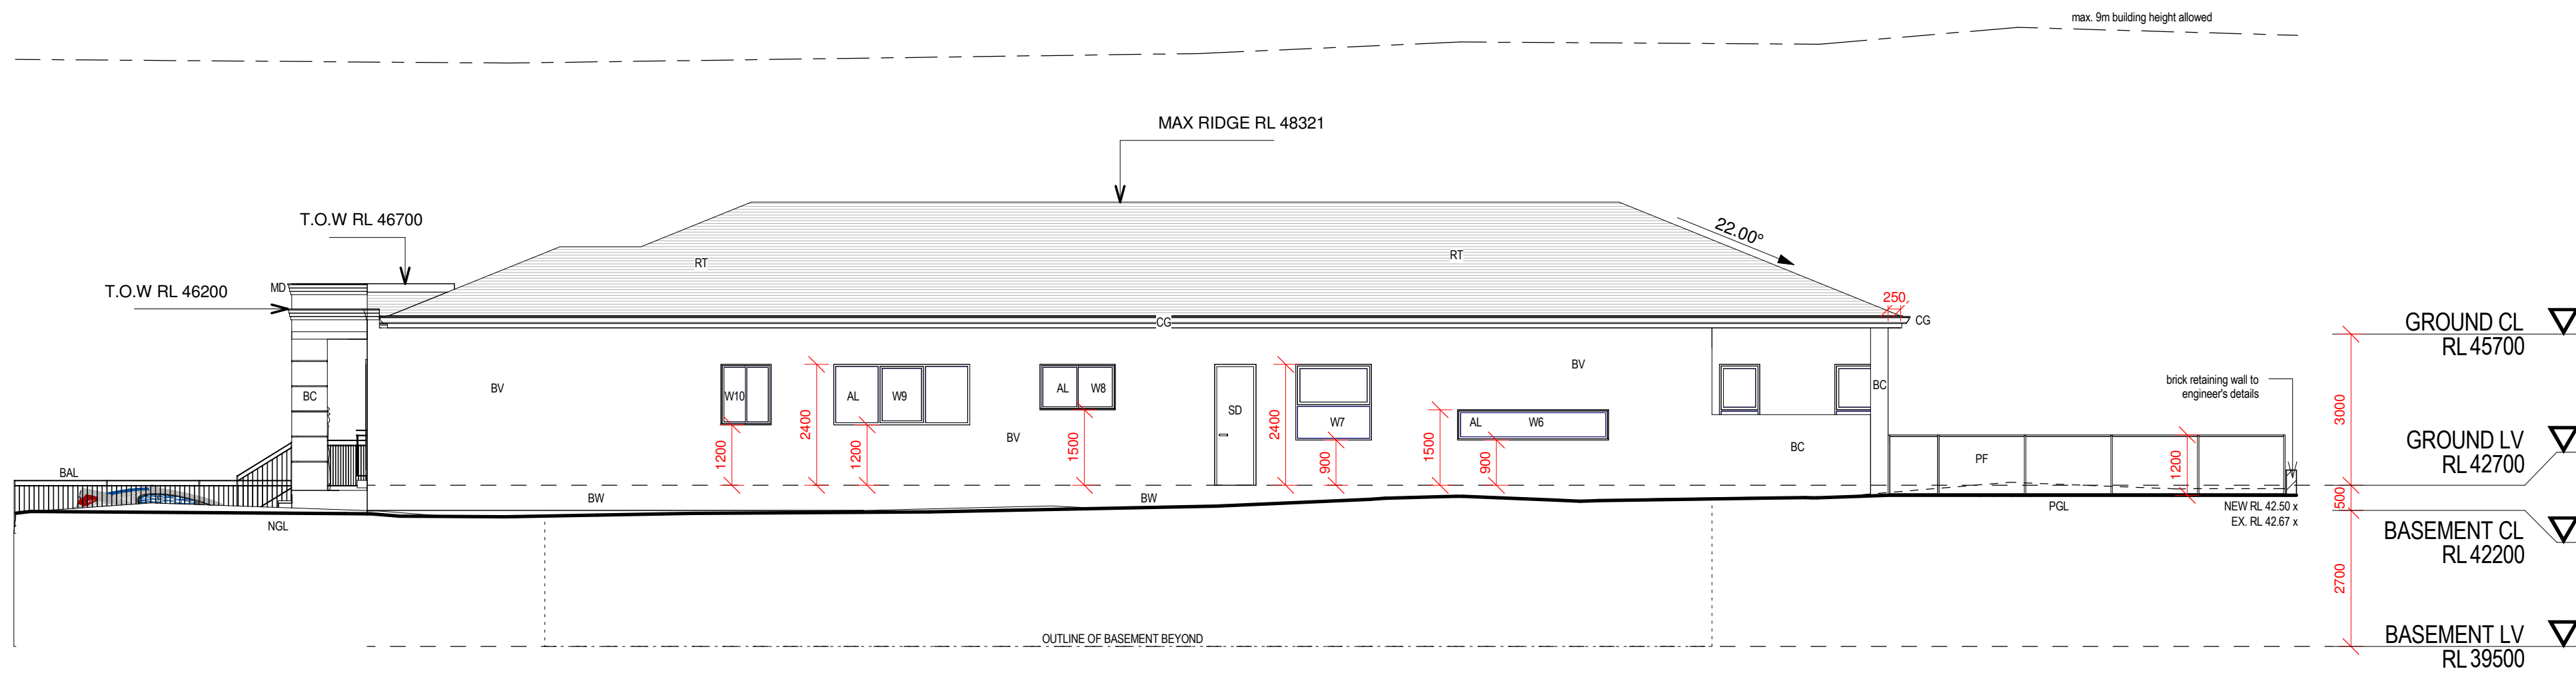 max. 9m building height allowed
MAX RIDGE RL 48321
T.O.W RL 46700
22.00°
RT
RT
MD
T.O.W RL 46200
250
CG
CG
GROUND CL
RL 45700
BV
BV
BC
W10
AL
W9
AL
W8
SD
W7
AL
W6
BC
brick retaining wall to
engineer's details
2400
2400
3000
1200
1200
1500
BV
900
1500
900
BC
PF
1200
GROUND LV
RL 42700
BAL
BW
BW
500
NGL
PGL
NEW RL 42.50 x
EX. RL 42.67 x
BASEMENT CL
RL 42200
2700
OUTLINE OF BASEMENT BEYOND
BASEMENT LV
RL 39500